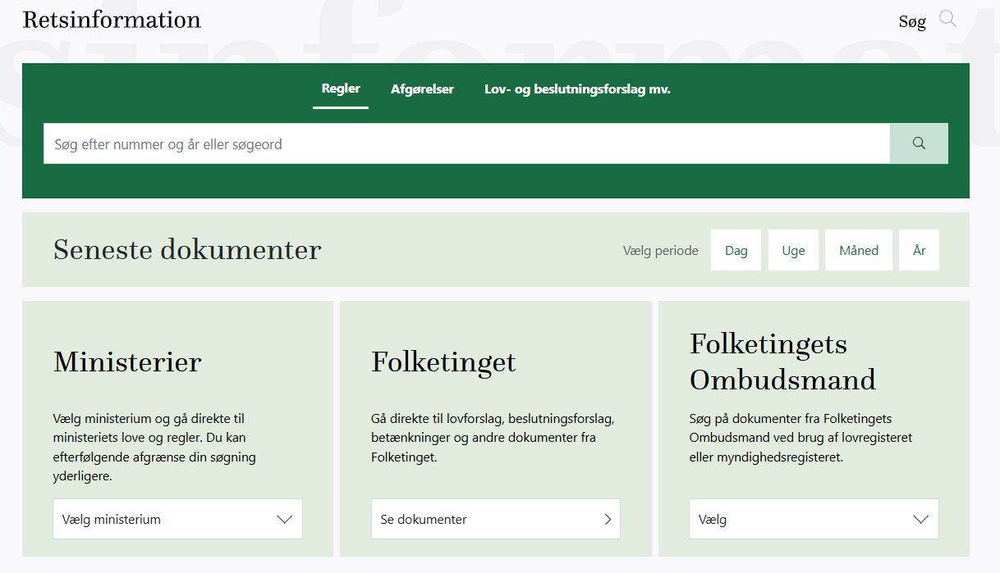 Retsinformation
Søg
Regler
Afgørelser
Lov- og beslutningsforslag mv.
Søg efter nummer og år eller søgeord
Seneste dokumenter
Vælg periode
Dag
Uge
Måned
År
Ministerier
Vælg ministerium og gå direkte til
ministeriets love og regler. Du kan
efterfølgende afgrænse din søgning
yderligere.
Vælg ministerium
Folketinget
Gå direkte til lovforslag, beslutningsforslag,
betænkninger og andre dokumenter fra
Folketinget.
Se dokumenter
Folketingets
Ombudsmand
Søg på dokumenter fra Folketingets
Ombudsmand ved brug af lovregisteret
eller myndighedsregisteret.
Vælg